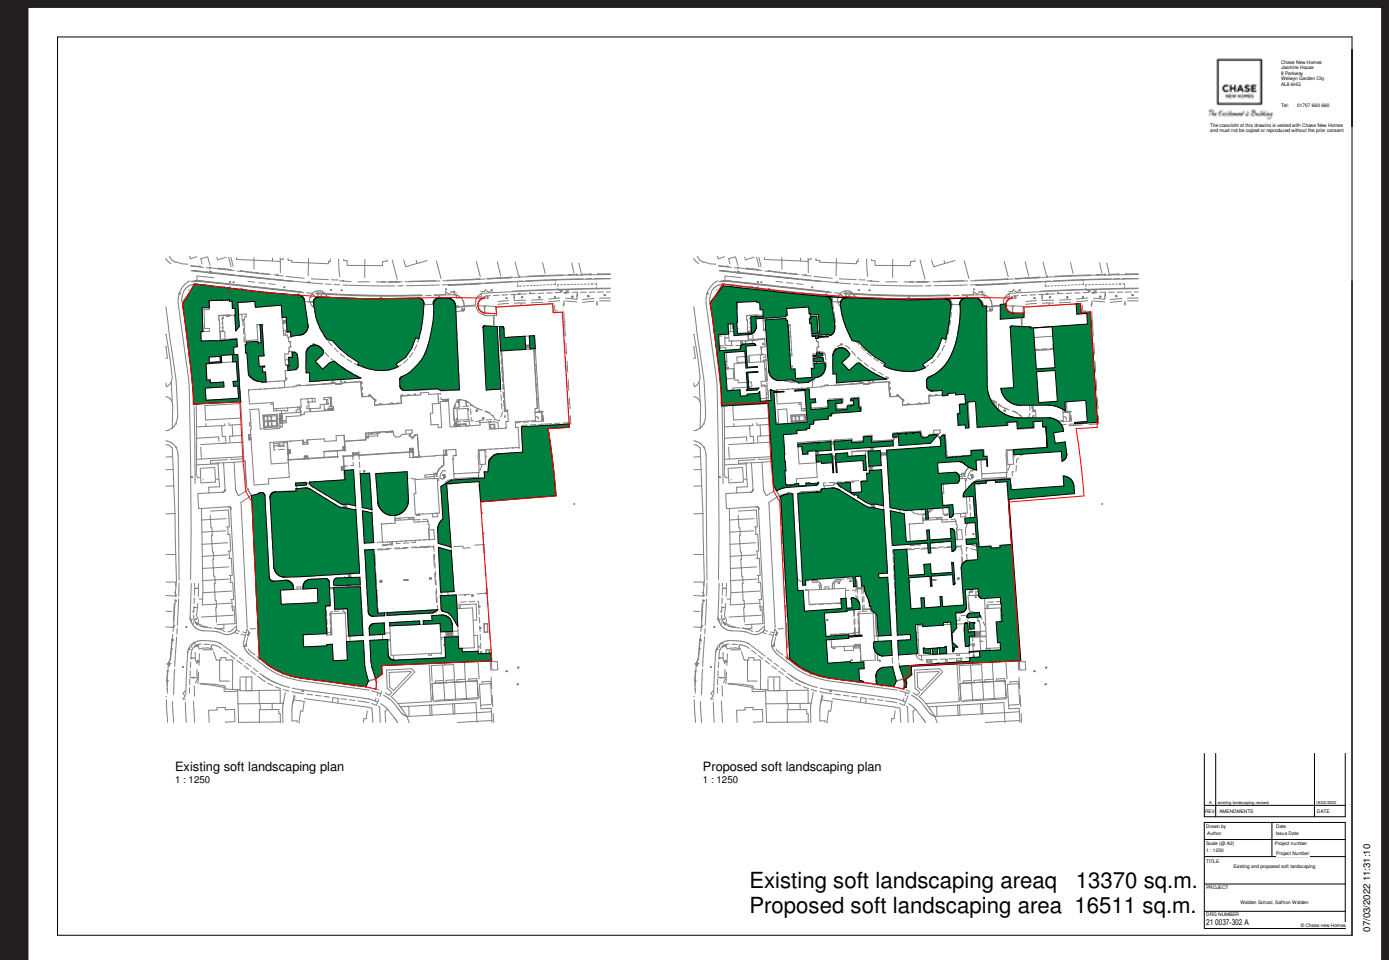 CHASE
NEW HOMES
The Excitement of Building
Chase New Homes
Jasmine House
8 Parkway
Welwyn Garden City
AL8 6HG
Tel: 01707 660 660
The copyright of this drawing is vested with Chase New Homes
and must not be copied or reproduced without the prior consent
Existing soft landscaping plan
1 : 1250
Proposed soft landscaping plan
1 : 1250
Existing soft landscaping areaq 13370 sq.m.
Proposed soft landscaping area 16511 sq.m.
A existing landscaping revised 18/02/2022
REV AMENDMENTS DATE
Drawn by
Author
Date
Issue Date
Scale (@ A2)
1 : 1250
Project number
Project Number
TITLE
Existing and proposed soft landscaping
PROJECT
Walden School, Saffron Walden
DRG NUMBER
21 0037-302 A
© Chase new Homes
07/03/2022 11:31:10